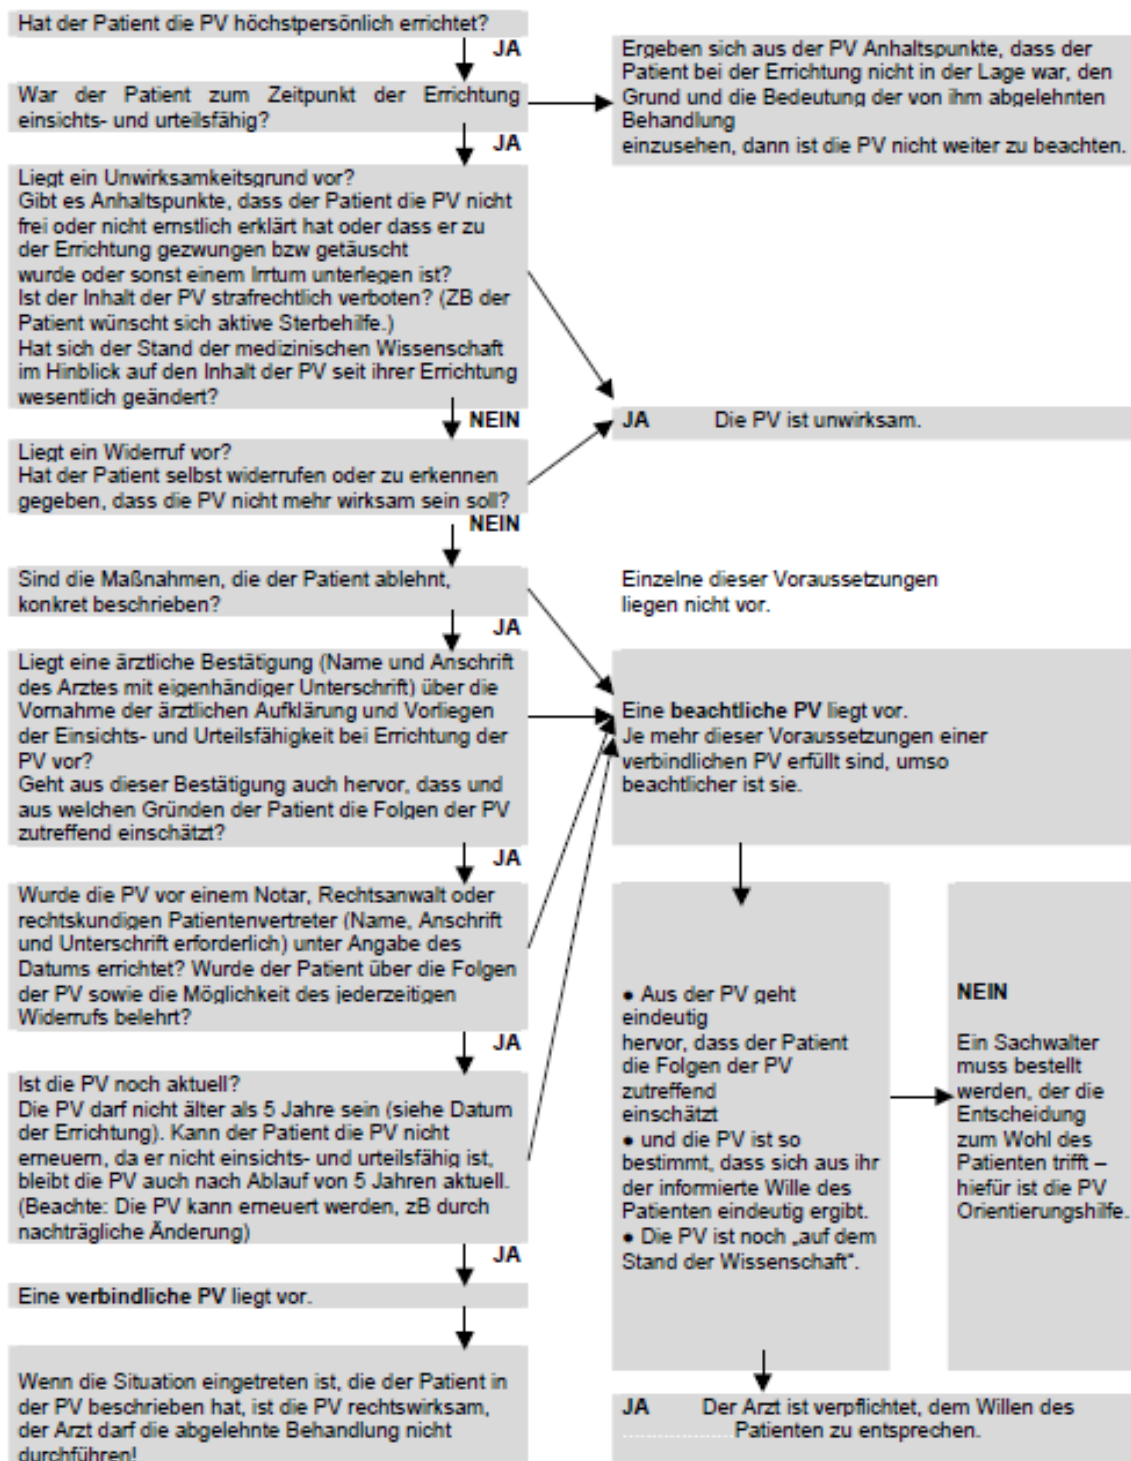 Hat der Patient die PV höchstpersönlich errichtet?
JA
War der Patient zum Zeitpunkt der Errichtung
einsichts- und urteilsfähig?
Ergeben sich aus der PV Anhaltspunkte, dass der
Patient bei der Errichtung nicht in der Lage war, den
Grund und die Bedeutung der von ihm abgelehnten
Behandlung
einzusehen, dann ist die PV nicht weiter zu beachten.
JA
Liegt ein Unwirksamkeitsgrund vor?
Gibt es Anhaltspunkte, dass der Patient die PV nicht
frei oder nicht ernstlich erklärt hat oder dass er zu
der Errichtung gezwungen bzw getäuscht
wurde oder sonst einem Irrtum unterlegen ist?
Ist der Inhalt der PV strafrechtlich verboten? (ZB der
Patient wünscht sich aktive Sterbehilfe.)
Hat sich der Stand der medizinischen Wissenschaft
im Hinblick auf den Inhalt der PV seit ihrer Errichtung
wesentlich geändert?
NEIN
JA Die PV ist unwirksam.
Liegt ein Widerruf vor?
Hat der Patient selbst widerrufen oder zu erkennen
gegeben, dass die PV nicht mehr wirksam sein soll?
NEIN
Sind die Maßnahmen, die der Patient ablehnt,
konkret beschrieben?
Einzelne dieser Voraussetzungen
liegen nicht vor.
JA
Liegt eine ärztliche Bestätigung (Name und Anschrift
des Arztes mit eigenhändiger Unterschrift) über die
Vornahme der ärztlichen Aufklärung und Vorliegen
der Einsichts- und Urteilsfähigkeit bei Errichtung der
PV vor?
Geht aus dieser Bestätigung auch hervor, dass und
aus welchen Gründen der Patient die Folgen der PV
zutreffend einschätzt?
Eine beachtliche PV liegt vor.
Je mehr dieser Voraussetzungen einer
verbindlichen PV erfüllt sind, umso
beachtlicher ist sie.
JA
Wurde die PV vor einem Notar, Rechtsanwalt oder
rechtskundigen Patientenvertreter (Name, Anschrift
und Unterschrift erforderlich) unter Angabe des
Datums errichtet? Wurde der Patient über die Folgen
der PV sowie die Möglichkeit des jederzeitigen
Widerrufs belehrt?
JA
Ist die PV noch aktuell?
Die PV darf nicht älter als 5 Jahre sein (siehe Datum
der Errichtung). Kann der Patient die PV nicht
erneuern, da er nicht einsichts- und urteilsfähig ist,
bleibt die PV auch nach Ablauf von 5 Jahren aktuell.
(Beachte: Die PV kann erneuert werden, zB durch
nachträgliche Änderung)
JA
Eine verbindliche PV liegt vor.
Wenn die Situation eingetreten ist, die der Patient in
der PV beschrieben hat, ist die PV rechtswirksam,
der Arzt darf die abgelehnte Behandlung nicht
durchführen!
● Aus der PV geht
eindeutig
hervor, dass der Patient
die Folgen der PV
zutreffend
einschätzt
● und die PV ist so
bestimmt, dass sich aus ihr
der informierte Wille des
Patienten eindeutig ergibt.
● Die PV ist noch „auf dem
Stand der Wissenschaft“.
NEIN
Ein Sachwalter
muss bestellt
werden, der die
Entscheidung
zum Wohl des
Patienten trifft –
hiefür ist die PV
Orientierungshilfe.
JA Der Arzt ist verpflichtet, dem Willen des
Patienten zu entsprechen.